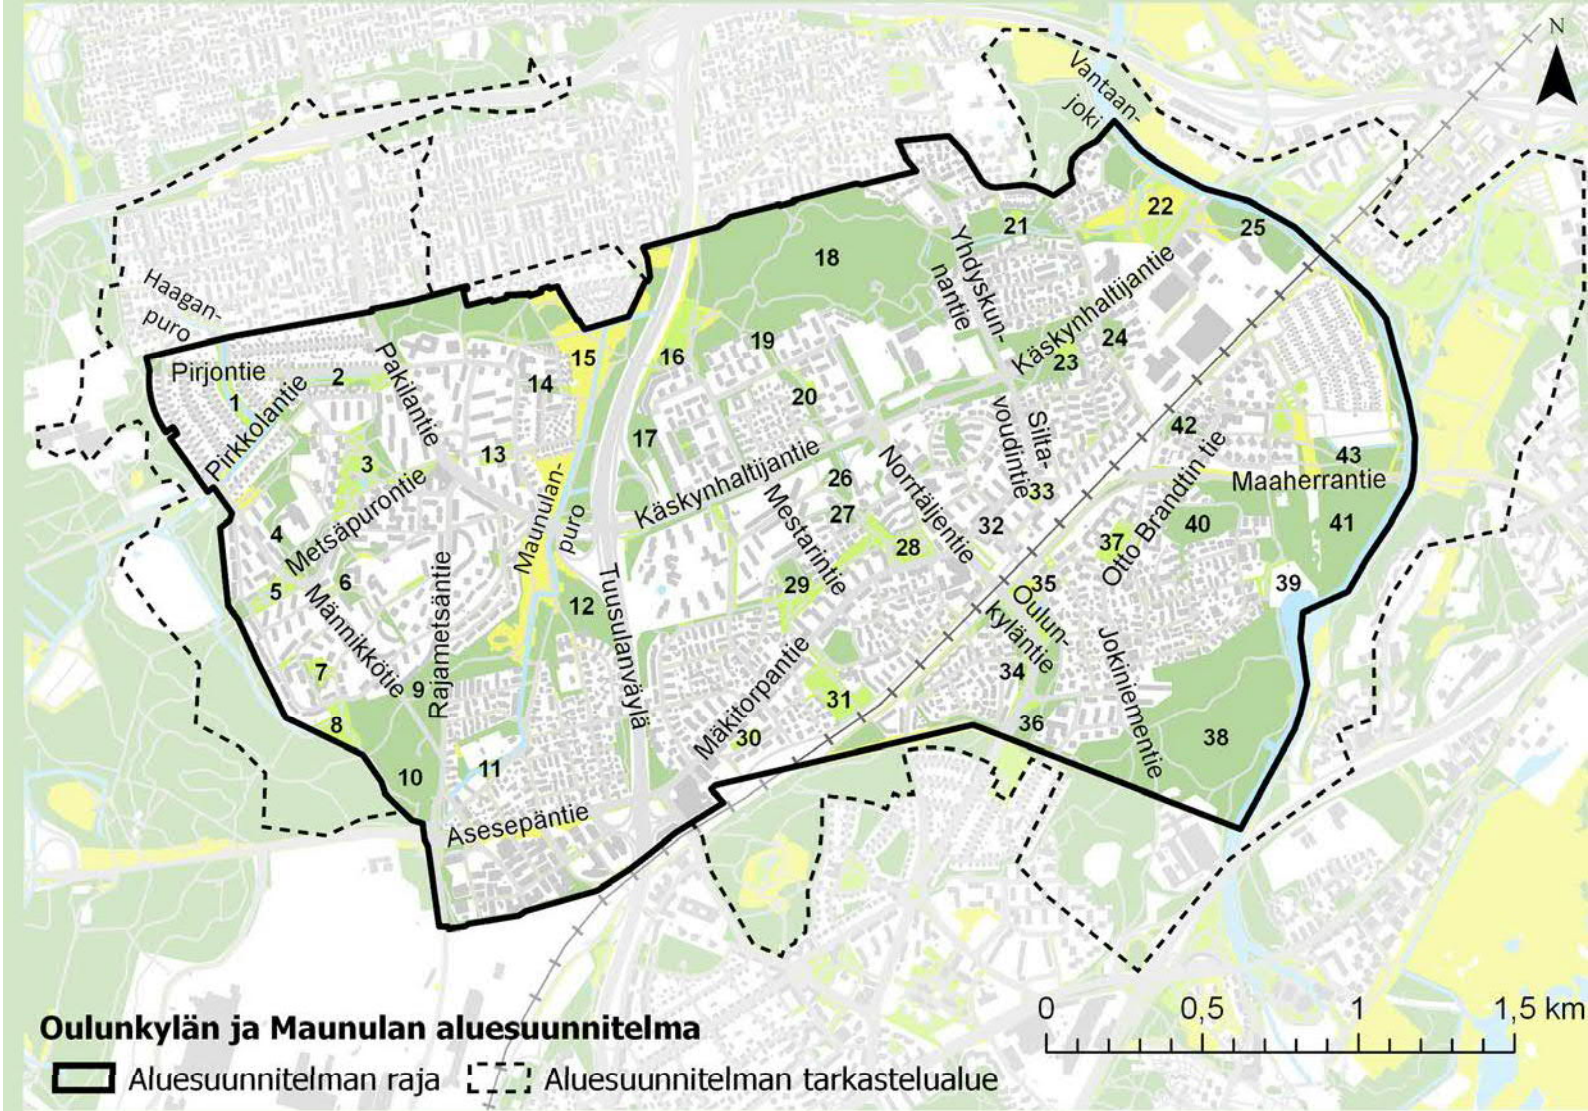 N
Vantaan-
joki
22
25
21
18
Yhdyskun-
nantie
Käskynhaltijantie
Haagan-
puro
Pirjontie
1
2
Pirkkolantie
Pakilantie
14
15
16
19
20
23
24
3
13
17
Käskynhaltijantie
26
27
Norrtäljentie
Silta-
voudintie
33
42
43
Maaherrantie
4
Metsäpurontie
5
6
Männikkötie
Rajametsäntie
Maunulan-
puro
12
Tuusulanväylä
Mestarintie
28
29
32
37
Otto Brandtin tie
40
41
39
35
Oulun-
kyläntie
34
Jokiniementie
7
8
9
10
11
Asesepäntie
Mäkitorpantie
30
31
36
38
0 0,5 1 1,5 km
Oulunkylän ja Maunulan aluesuunnitelma
Aluesuunnitelman raja Aluesuunnitelman tarkastelualue